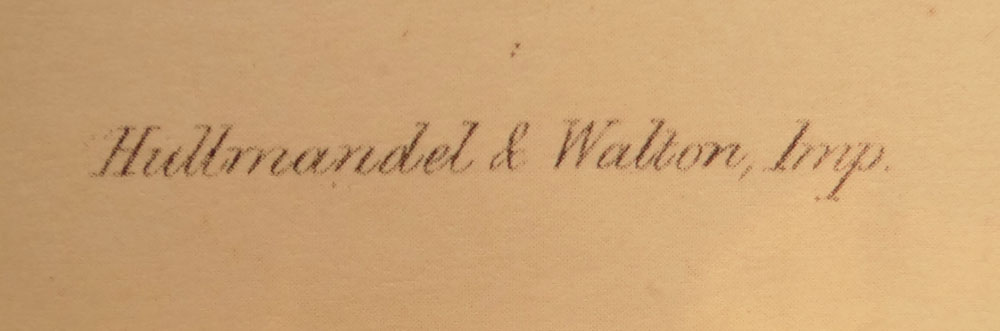 Hullmandel & Walton, Imp.